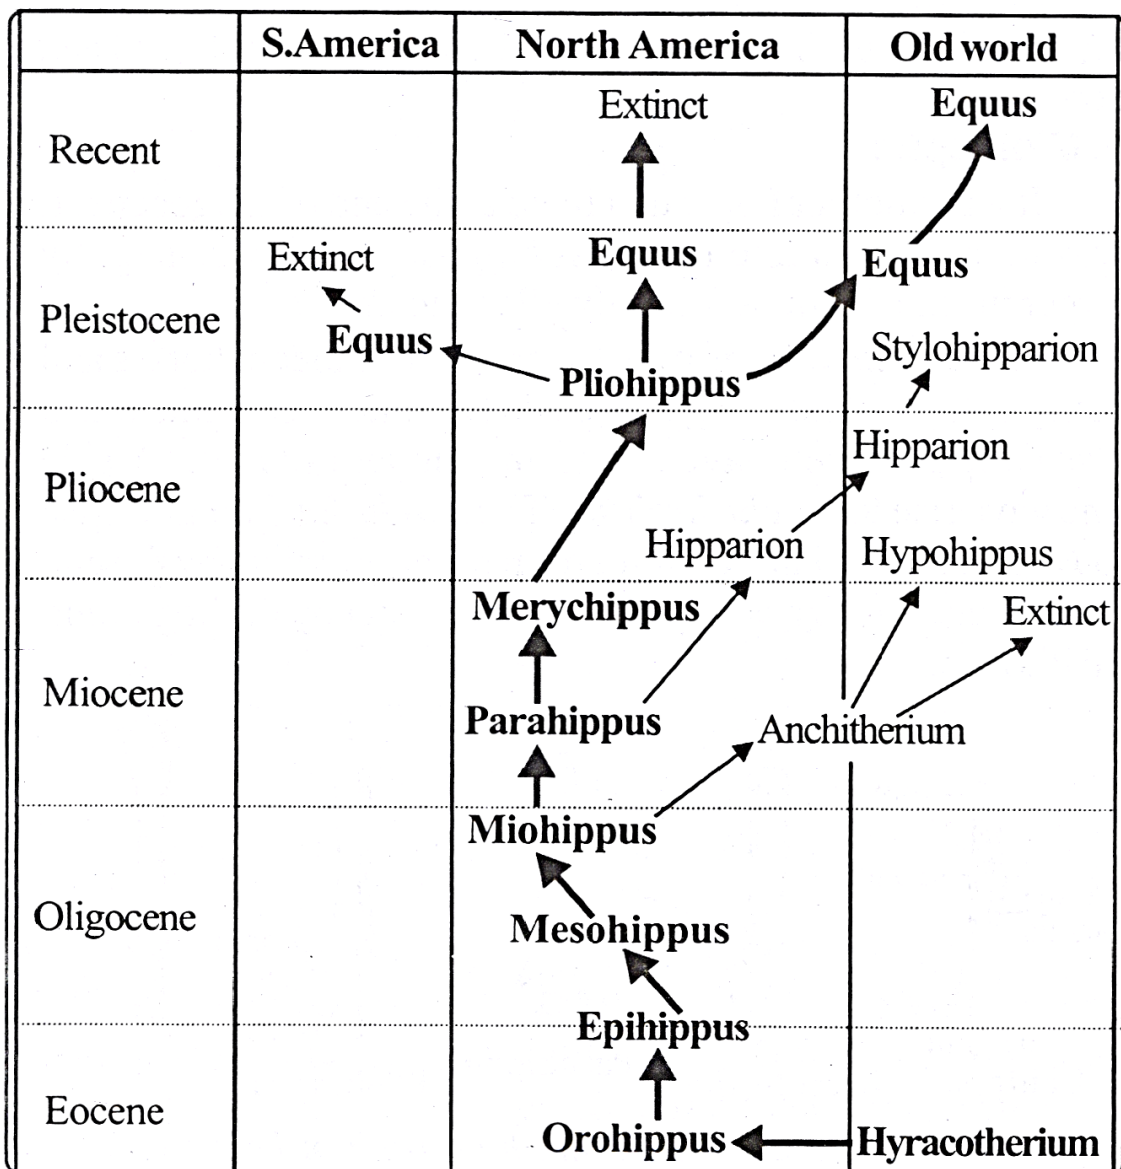 S.America North America Old world
Extinct Equus
Recent
Extinct Equus Equus
Pleistocene
Equus Stylohipparion
Pliohippus
Hipparion
Pliocene
Hipparion Hypohippus
Merychippus Extinct
Miocene
Parahippus Anchitherium
Miohippus
Oligocene
Mesohippus
Epihippus
Eocene
Orohippus Hyracotherium